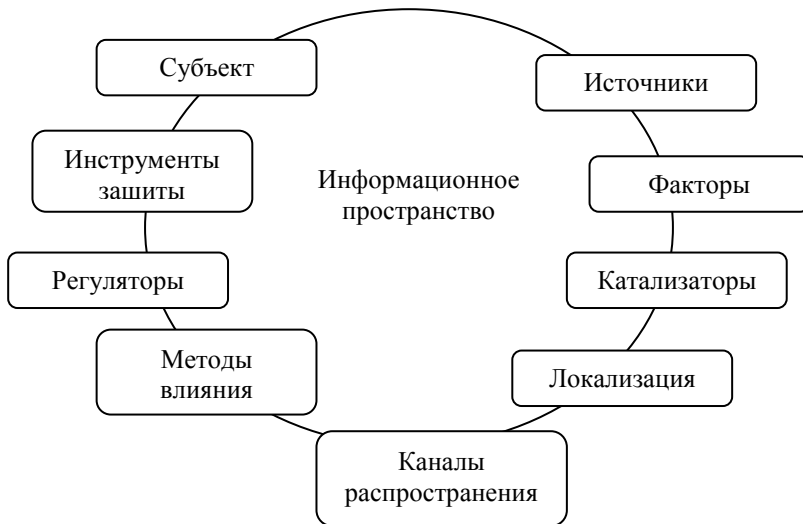 Субъект
Источники
Инструменты
зашиты
Информационное
пространство
Факторы
Регуляторы
Катализаторы
Методы
влияния
Локализация
Каналы
распространения